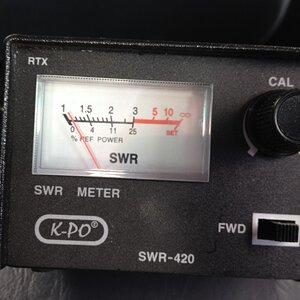 RTX
CAL
1 1.5 2 3 5 10 ∞
0 4 11 25 SET
% REF POWER
SWR
SWR METER
K-PO®
FWD
SWR-420